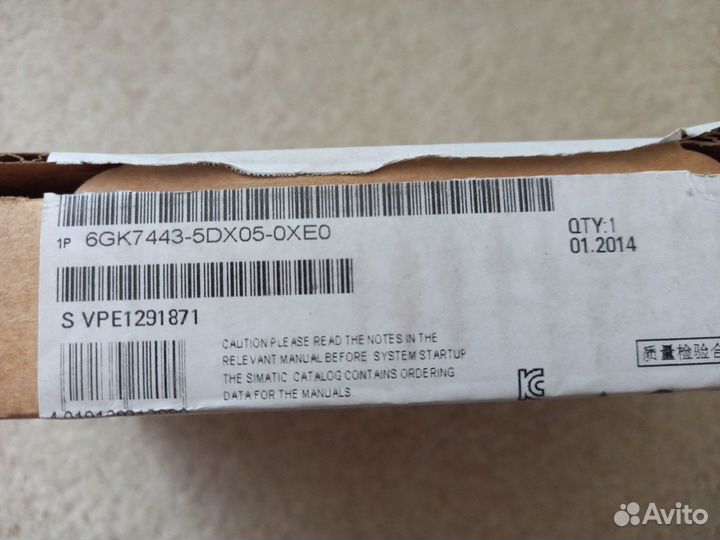 1P 6GK7443-5DX05-0XE0
QTY:1
01.2014
S VPE1291871
CAUTION PLEASE READ THE NOTES IN THE
RELEVANT MANUAL BEFORE SYSTEM STARTUP
THE SIMATIC CATALOG CONTAINS ORDERING
DATA FOR THE MANUALS
质量检验合
Avito